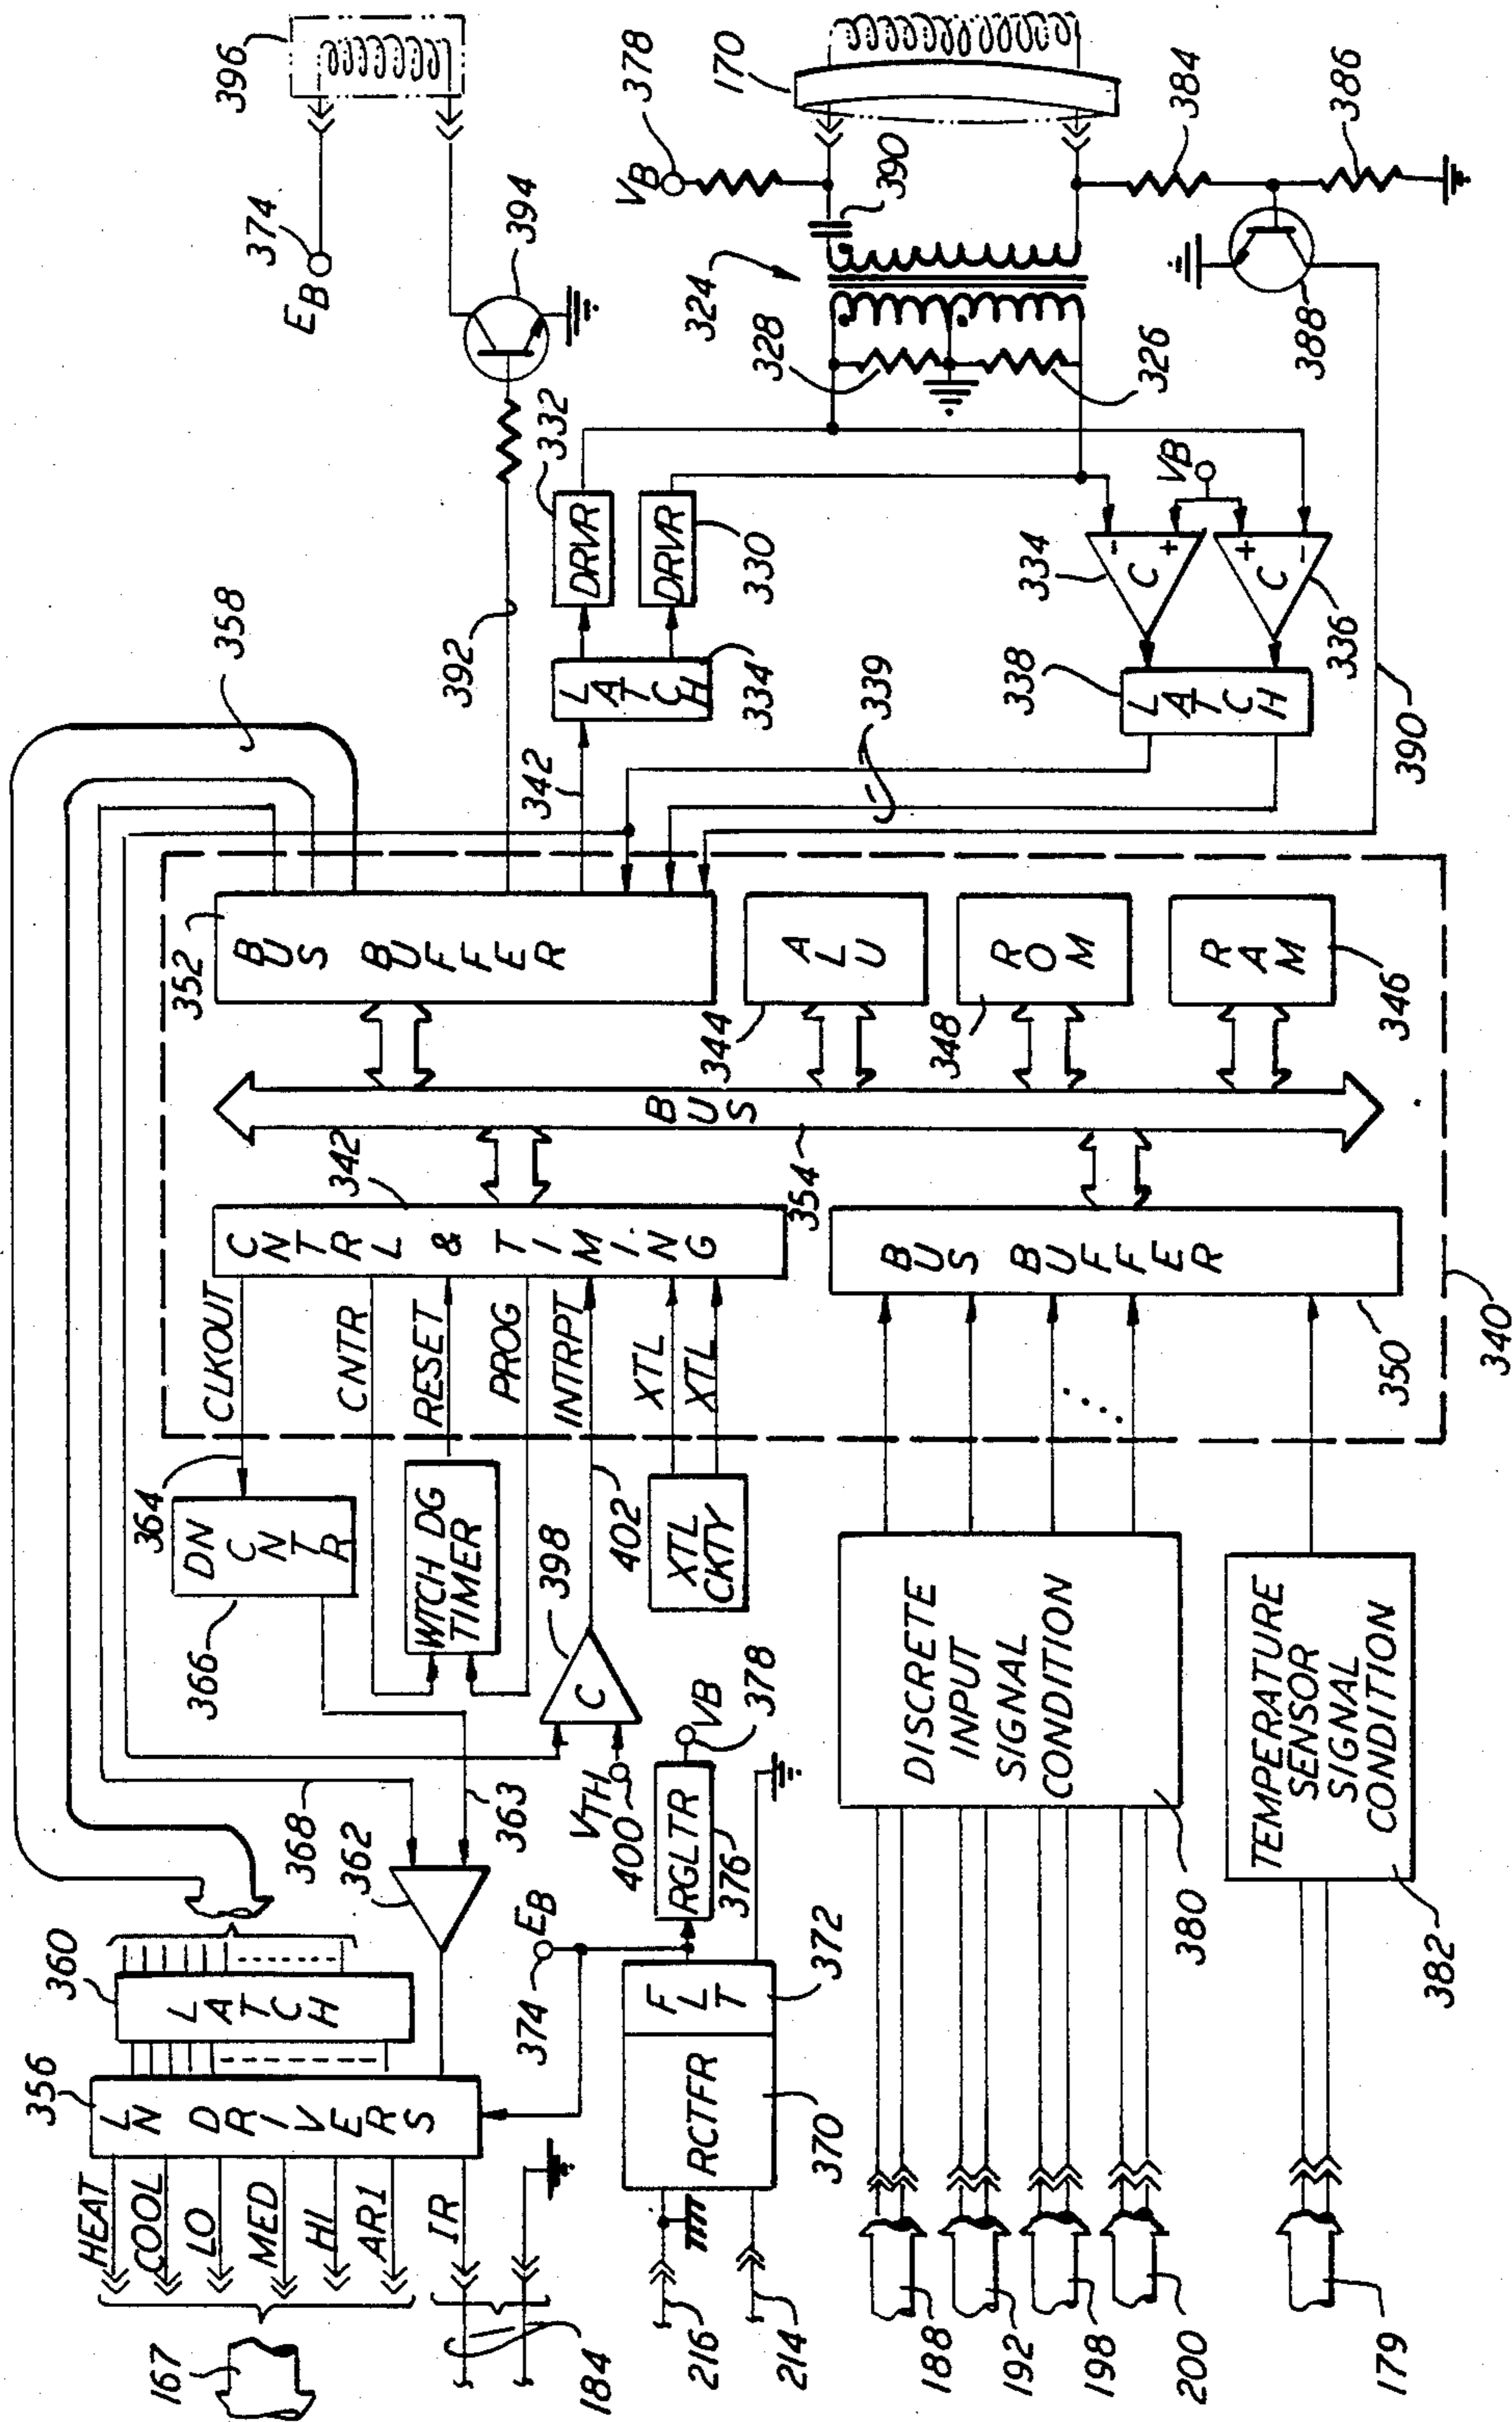 167
HEAT
COOL
LO
MED
HI
AR1
IR
184
356
LN DRIVERS
360
LATCH
358
368
362
363
366
DN CNTR
364
CLKOUT
CNTR
RESET
PROG
INTRPT
XTL
XTL
WTCH DG
TIMER
398
C
402
XTL
CKTY
VTH
400
374
EB
RGLTR
376
378
VB
216
214
RCTFR
370
FLT
372
188
192
198
200
DISCRETE
INPUT
SIGNAL
CONDITION
380
179
TEMPERATURE
SENSOR
SIGNAL
CONDITION
382
342
CNTRL & TIMING
BUS BUFFER
350
340
354
BUS
352
BUS BUFFER
344
ALU
348
ROM
RAM
346
392
342
LATCH
334
332
DRVR
DRVR
330
339
338
LATCH
334
- C +
+ C -
336
VB
390
394
EB
374
396
324
328
326
VB
378
390
170
384
386
388